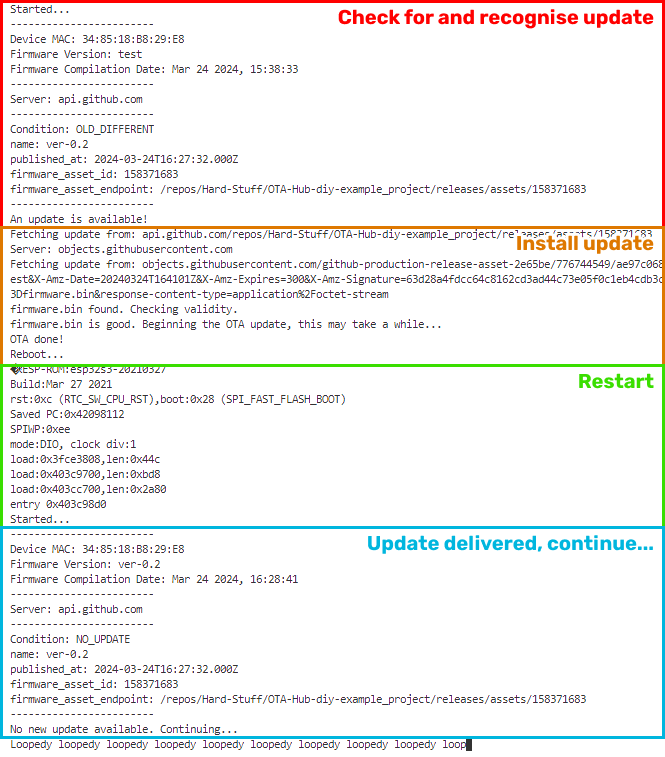 Started...
Check for and recognise update
------------------------
Device MAC: 34:85:18:B8:29:E8
Firmware Version: test
Firmware Compilation Date: Mar 24 2024, 15:38:33
------------------------
Server: api.github.com
------------------------
Condition: OLD_DIFFERENT
name: ver-0.2
published_at: 2024-03-24T16:27:32.000Z
firmware_asset_id: 158371683
firmware_asset_endpoint: /repos/Hard-Stuff/OTA-Hub-diy-example_project/releases/assets/158371683
------------------------
An update is available!
Fetching update from: api.github.com/repos/Hard-Stuff/OTA-Hub-diy-example_project/releases/assets/158371683
Install update
Server: objects.githubusercontent.com
Fetching update from: objects.githubusercontent.com/github-production-release-asset-2e65be/776744549/ae97c068
est&X-Amz-Date=20240324T164101Z&X-Amz-Expires=300&X-Amz-Signature=63d28a4fdcc64c8162cd3ad44c73e05f0c1eb4cdb3c
3Dfirmware.bin&response-content-type=application%2Foctet-stream
firmware.bin found. Checking validity.
firmware.bin is good. Beginning the OTA update, this may take a while...
OTA done!
Reboot...
ESP-ROM:esp32s3-20210327
Restart
Build:Mar 27 2021
rst:0xc (RTC_SW_CPU_RST),boot:0x28 (SPI_FAST_FLASH_BOOT)
Saved PC:0x42098112
SPIWP:0xee
mode:DIO, clock div:1
load:0x3fce3808,len:0x44c
load:0x403c9700,len:0xbd8
load:0x403cc700,len:0x2a80
entry 0x403c98d0
Started...
------------------------
Update delivered, continue...
Device MAC: 34:85:18:B8:29:E8
Firmware Version: ver-0.2
Firmware Compilation Date: Mar 24 2024, 16:28:41
------------------------
Server: api.github.com
------------------------
Condition: NO_UPDATE
name: ver-0.2
published_at: 2024-03-24T16:27:32.000Z
firmware_asset_id: 158371683
firmware_asset_endpoint: /repos/Hard-Stuff/OTA-Hub-diy-example_project/releases/assets/158371683
------------------------
No new update available. Continuing...
Loopedy loopedy loopedy loopedy loopedy loopedy loopedy loopedy loopedy loop